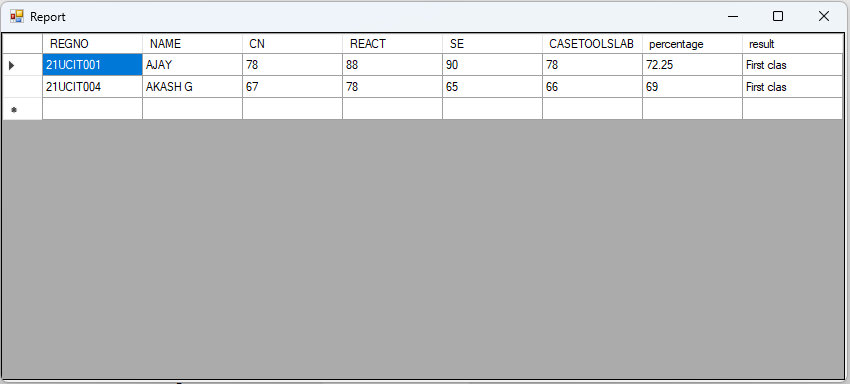 Report
REGNO NAME CN REACT SE CASETOOLSLAB percentage result
21UCIT001 AJAY 78 88 90 78 72.25 First clas
21UCIT004 AKASH G 67 78 65 66 69 First clas